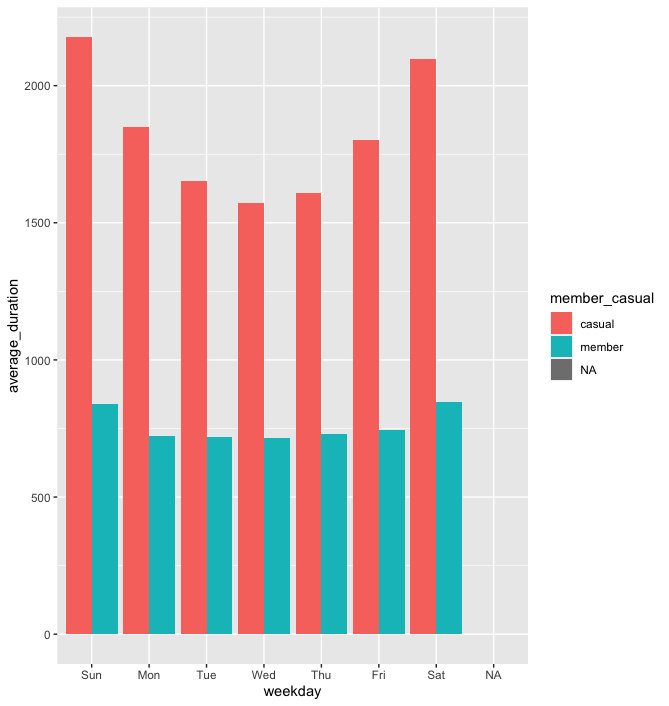 2000
1500
1000
500
0
average_duration
Sun Mon Tue Wed Thu Fri Sat NA
weekday
member_casual
casual
member
NA